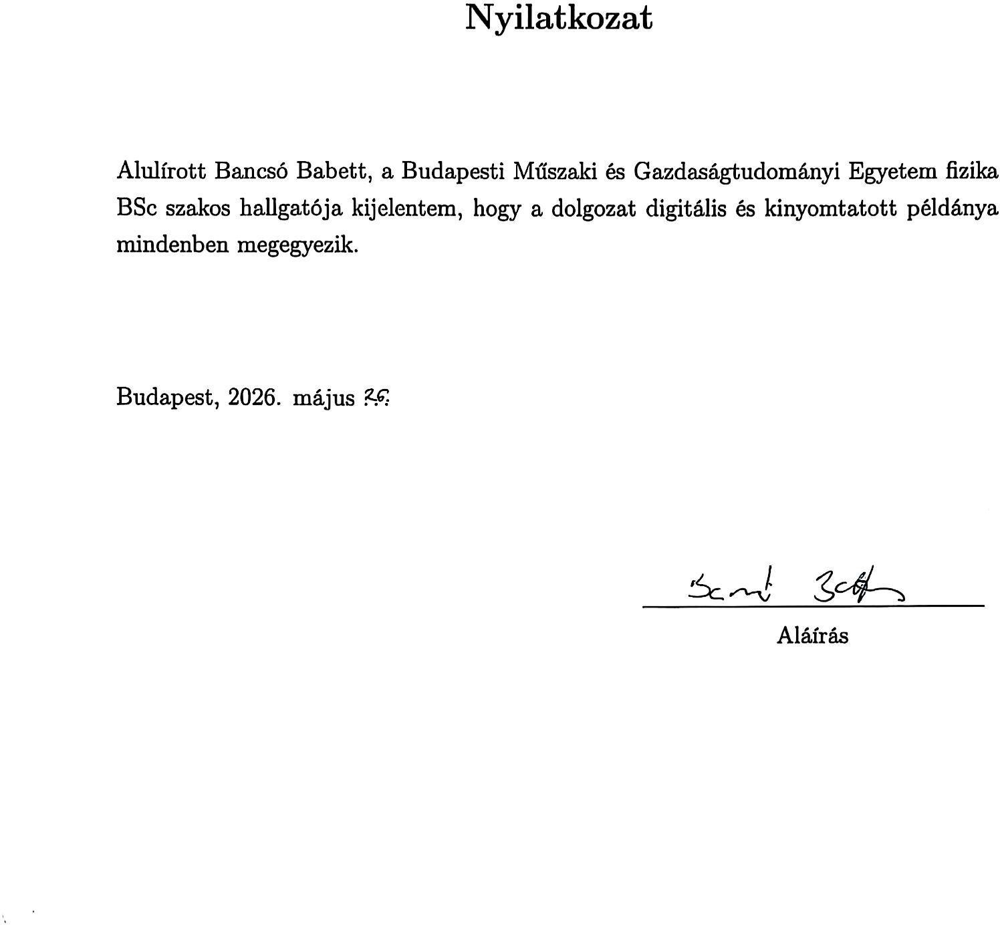 Nyilatkozat
Alulírott Bancsó Babett, a Budapesti Műszaki és Gazdaságtudományi Egyetem fizika
BSc szakos hallgatója kijelentem, hogy a dolgozat digitális és kinyomtatott példánya
mindenben megegyezik.
Budapest, 2026. május 26.
Aláírás